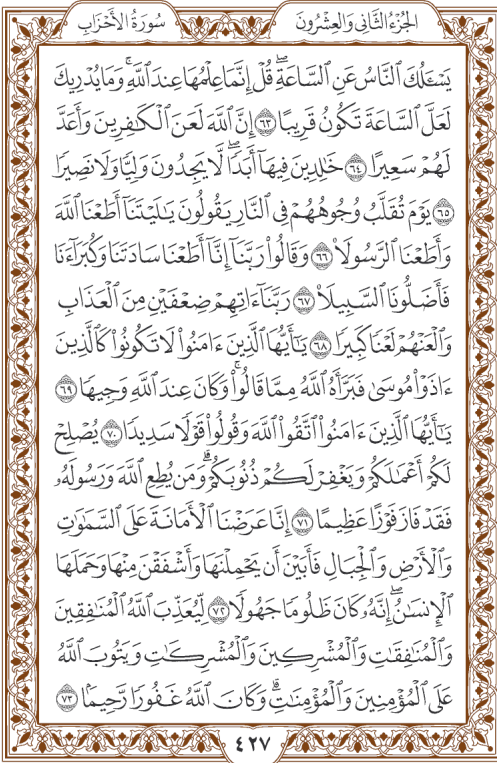 الجزء الثاني والعشرون
سورة الأحزاب
يَسْـَٔلُكَ ٱلنَّاسُ عَنِ ٱلسَّاعَةِۖ قُلْ إِنَّمَا عِلْمُهَا عِندَ ٱللَّهِۚ وَمَا يُدْرِيكَ
لَعَلَّ ٱلسَّاعَةَ تَكُونُ قَرِيبًا ٦٣ إِنَّ ٱللَّهَ لَعَنَ ٱلْكَٰفِرِينَ وَأَعَدَّ
لَهُمْ سَعِيرًا ٦٤ خَٰلِدِينَ فِيهَآ أَبَدًاۖ لَّا يَجِدُونَ وَلِيًّا وَلَا نَصِيرًا
٦٥ يَوْمَ تُقَلَّبُ وُجُوهُهُمْ فِى ٱلنَّارِ يَقُولُونَ يَٰلَيْتَنَآ أَطَعْنَا ٱللَّهَ
وَأَطَعْنَا ٱلرَّسُولَا۠ ٦٦ وَقَالُوا۟ رَبَّنَآ إِنَّآ أَطَعْنَا سَادَتَنَا وَكُبَرَآءَنَا
فَأَضَلُّونَا ٱلسَّبِيلَا۠ ٦٧ رَبَّنَآ ءَاتِهِمْ ضِعْفَيْنِ مِنَ ٱلْعَذَابِ
وَٱلْعَنْهُمْ لَعْنًا كَبِيرًا ٦٨ يَٰٓأَيُّهَا ٱلَّذِينَ ءَامَنُوا۟ لَا تَكُونُوا۟ كَٱلَّذِينَ
ءَاذَوْا۟ مُوسَىٰ فَبَرَّأَهُ ٱللَّهُ مِمَّا قَالُوا۟ۚ وَكَانَ عِندَ ٱللَّهِ وَجِيهًا ٦٩
يَٰٓأَيُّهَا ٱلَّذِينَ ءَامَنُوا۟ ٱتَّقُوا۟ ٱللَّهَ وَقُولُوا۟ قَوْلًا سَدِيدًا ٧٠ يُصْلِحْ
لَكُمْ أَعْمَٰلَكُمْ وَيَغْفِرْ لَكُمْ ذُنُوبَكُمْۗ وَمَن يُطِعِ ٱللَّهَ وَرَسُولَهُۥ
فَقَدْ فَازَ فَوْزًا عَظِيمًا ٧١ إِنَّا عَرَضْنَا ٱلْأَمَانَةَ عَلَى ٱلسَّمَٰوَٰتِ
وَٱلْأَرْضِ وَٱلْجِبَالِ فَأَبَيْنَ أَن يَحْمِلْنَهَا وَأَشْفَقْنَ مِنْهَا وَحَمَلَهَا
ٱلْإِنسَٰنُۖ إِنَّهُۥ كَانَ ظَلُومًا جَهُولًا ٧٢ لِّيُعَذِّبَ ٱللَّهُ ٱلْمُنَٰفِقِينَ
وَٱلْمُنَٰفِقَٰتِ وَٱلْمُشْرِكِينَ وَٱلْمُشْرِكَٰتِ وَيَتُوبَ ٱللَّهُ
عَلَى ٱلْمُؤْمِنِينَ وَٱلْمُؤْمِنَٰتِۗ وَكَانَ ٱللَّهُ غَفُورًا رَّحِيمًۢا ٧٣
٤٢٧